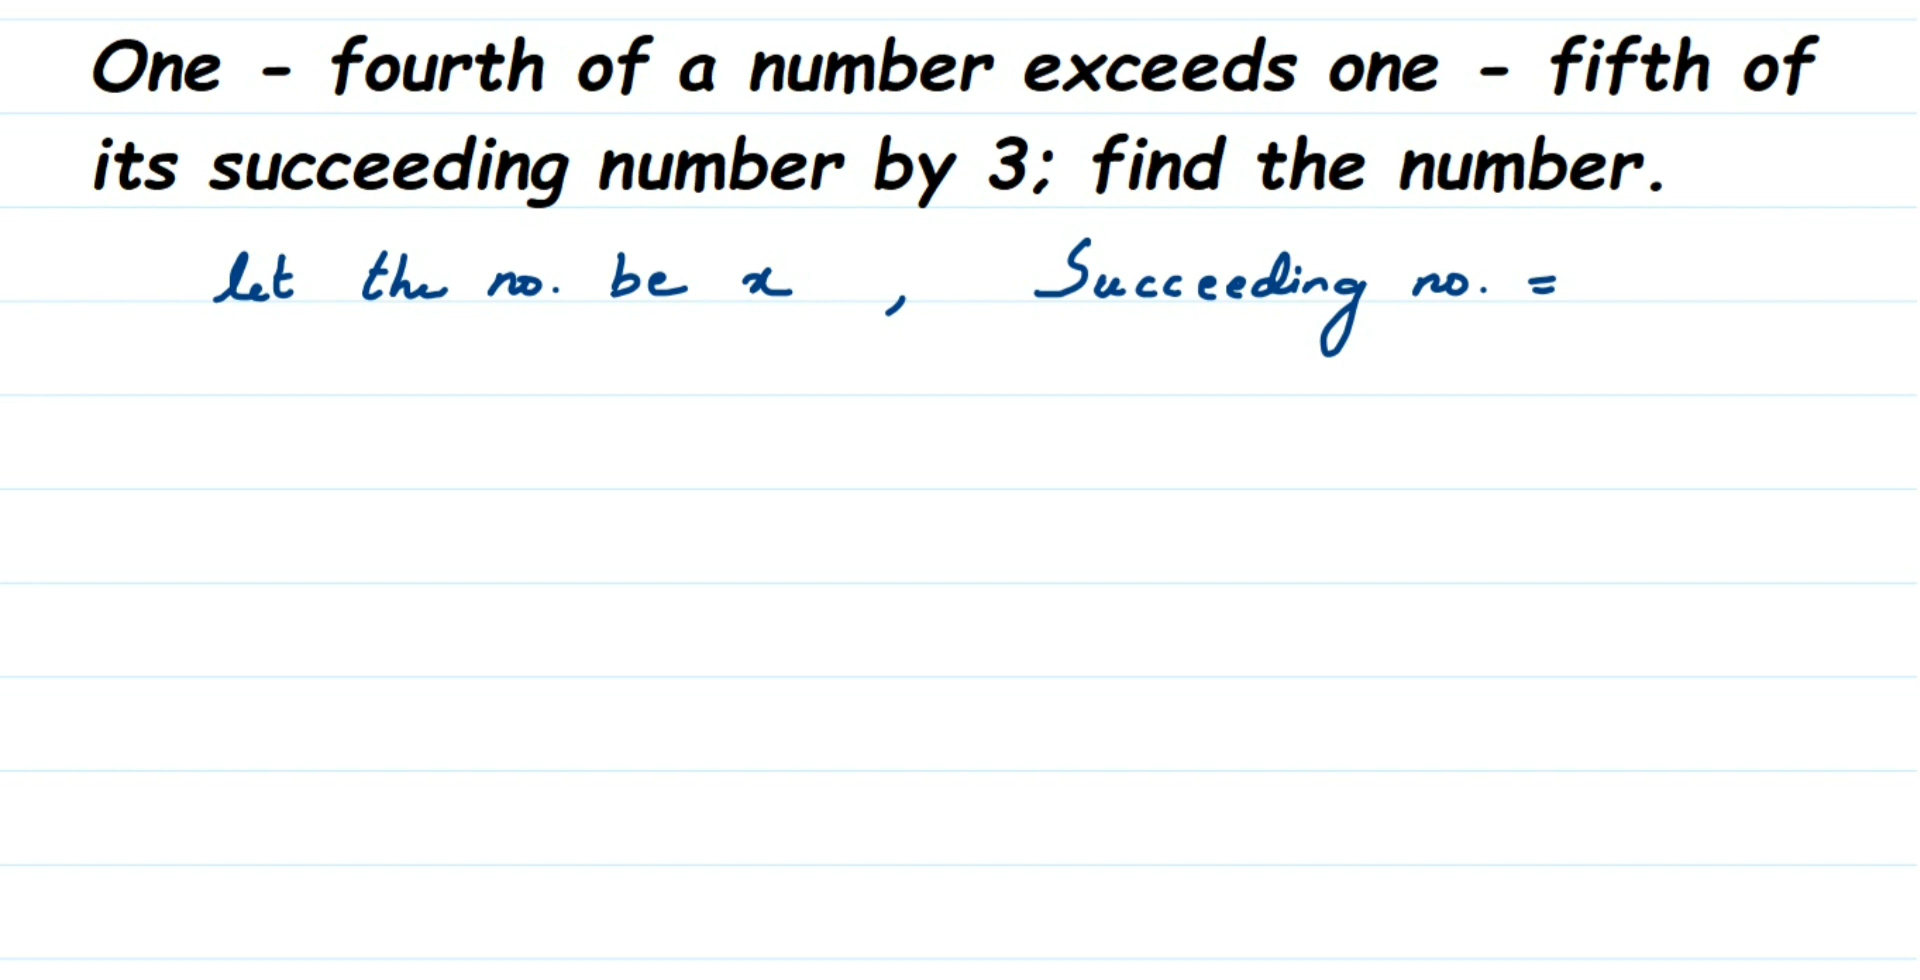 One - fourth of a number exceeds one - fifth of
its succeeding number by 3; find the number.
let the no. be x , Succeeding no. =